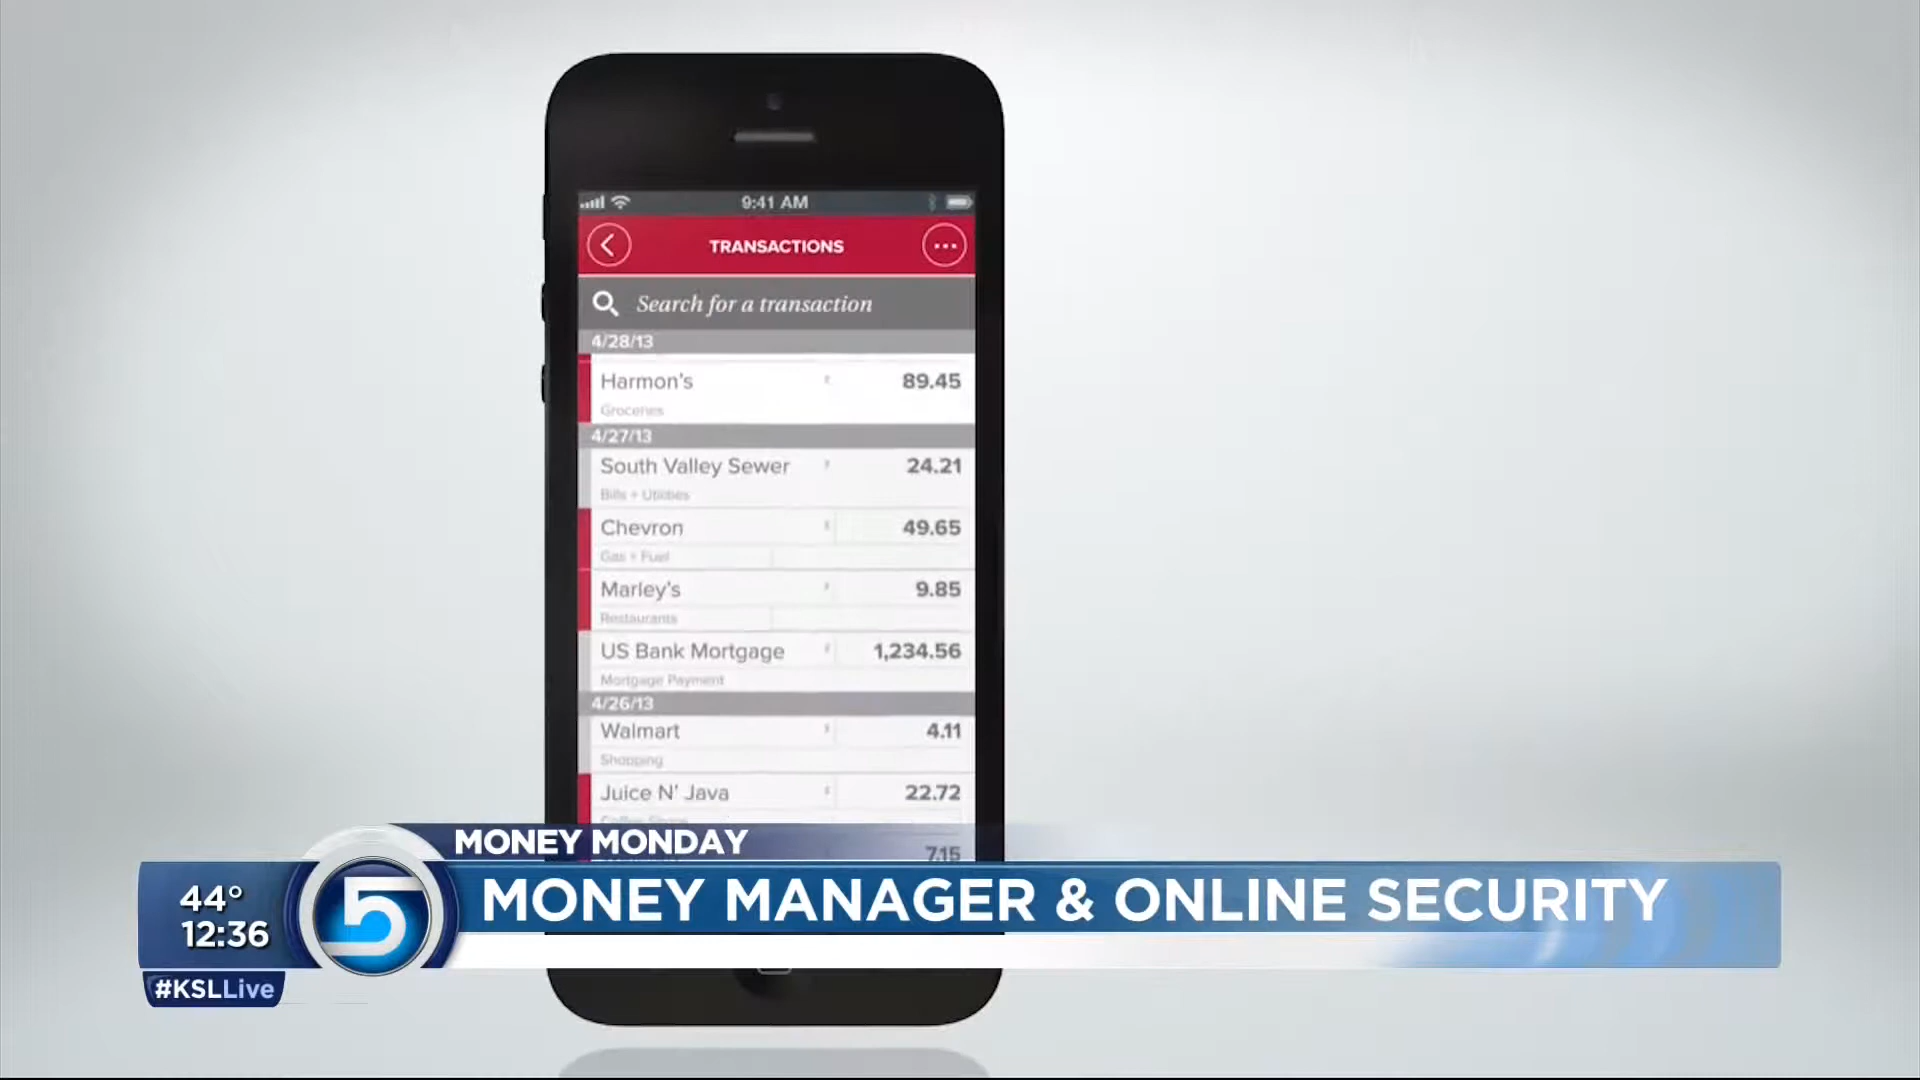 9:41 AM
TRANSACTIONS
Search for a transaction
4/28/13
Harmon's 89.45
Groceries
4/27/13
South Valley Sewer 24.21
Bills + Utilities
Chevron 49.65
Gas + Fuel
Marley's 9.85
Restaurants
US Bank Mortgage 1,234.56
Mortgage Payment
4/26/13
Walmart 4.11
Shopping
Juice N' Java 22.72
7.15
MONEY MONDAY
44° 5 MONEY MANAGER & ONLINE SECURITY
12:36
#KSLLive